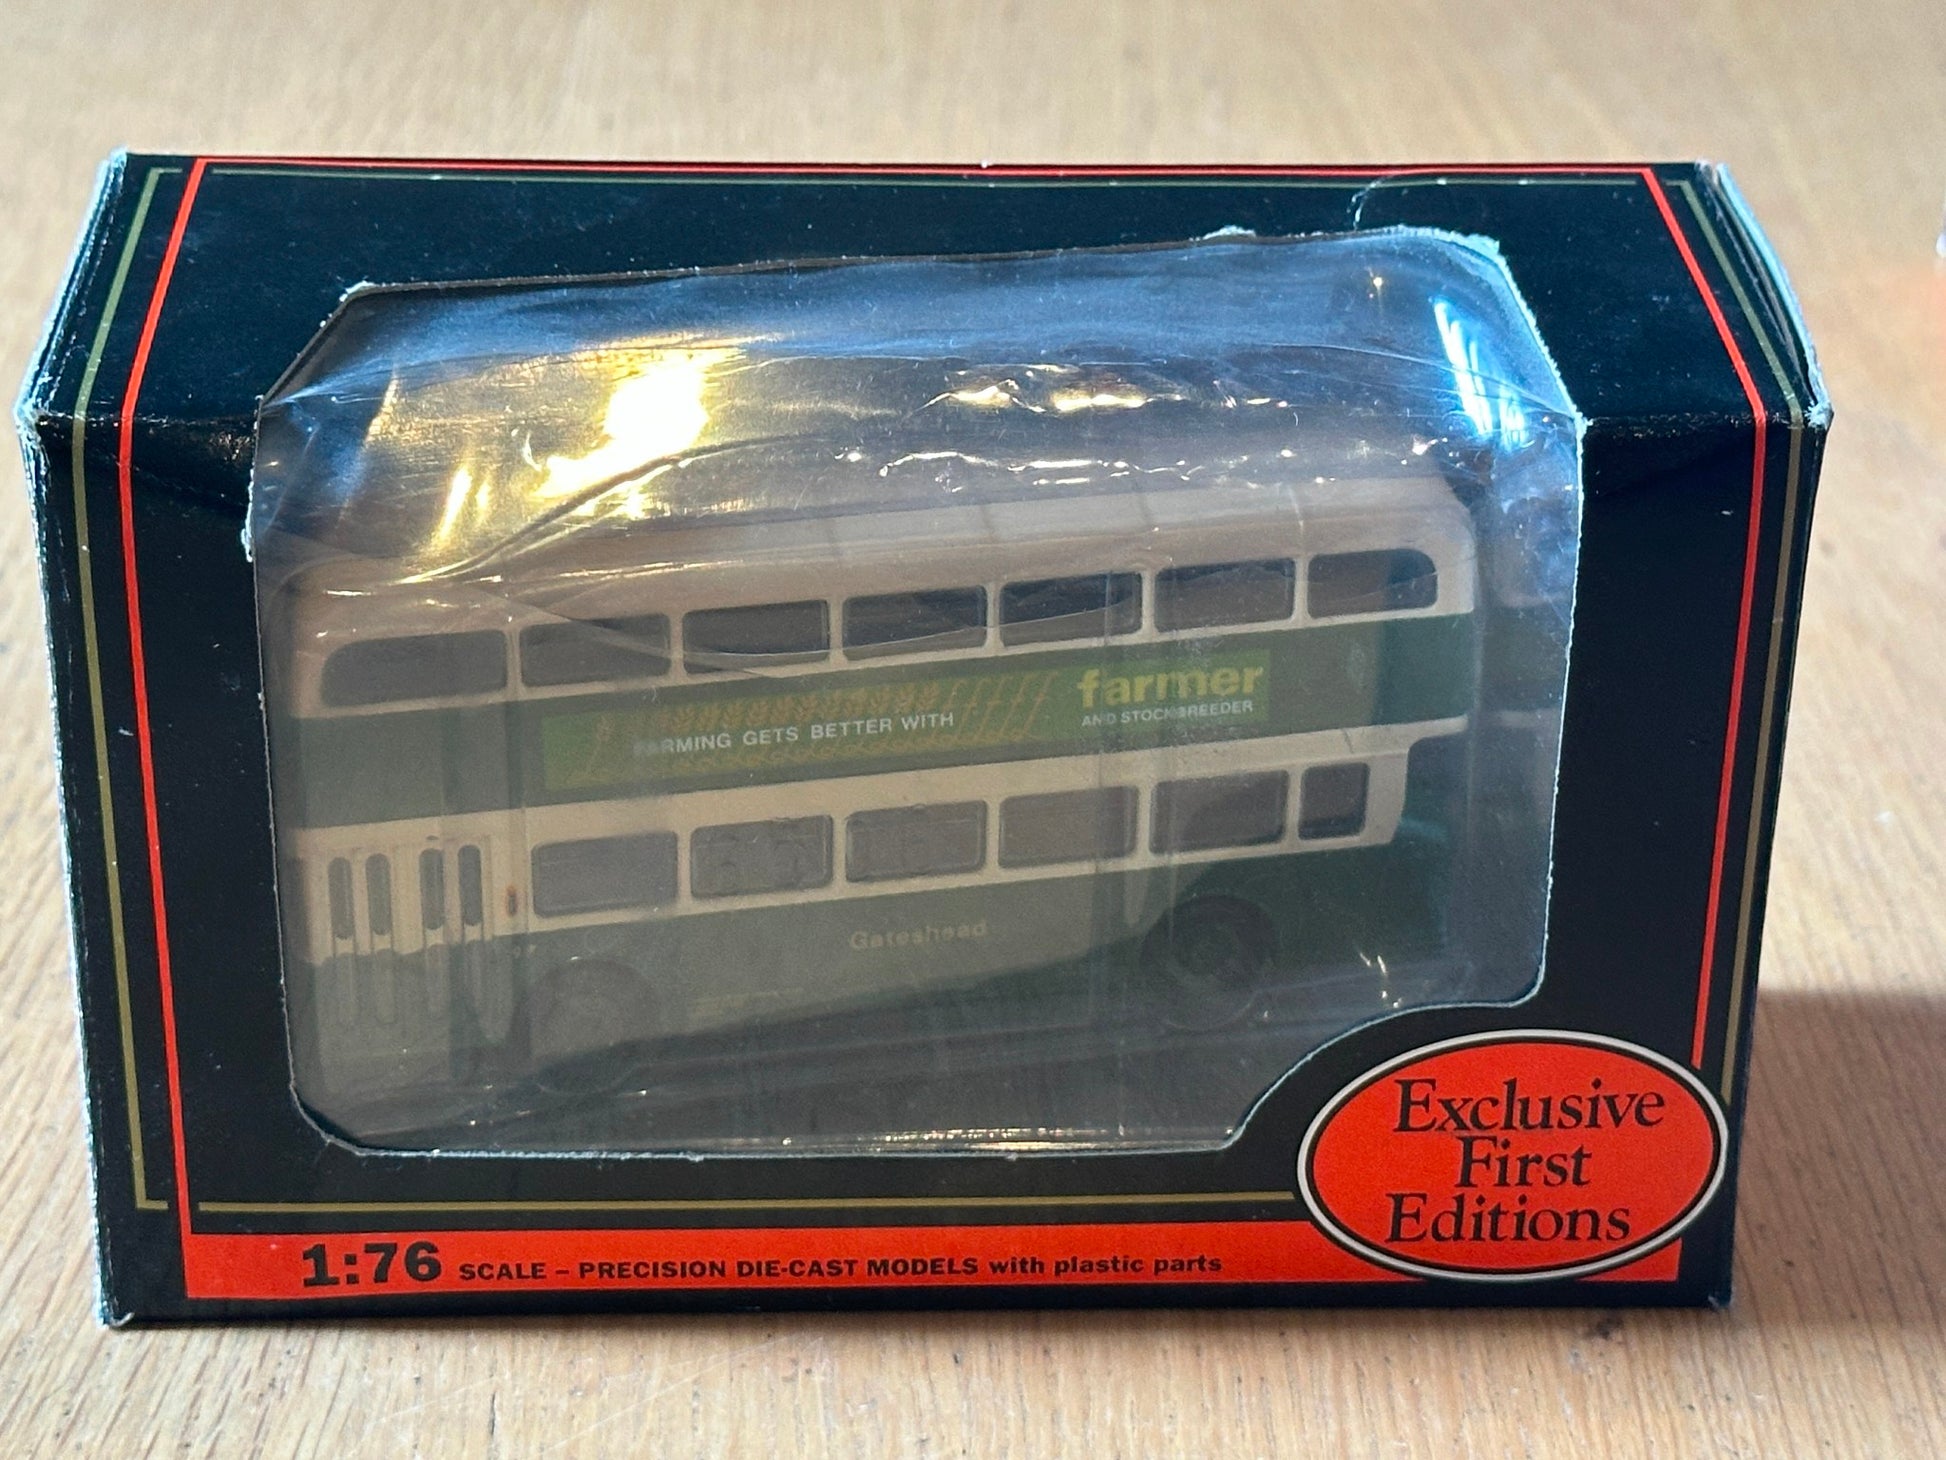 farmer
FARMING GETS BETTER WITH
AND STOCKBREEDER
Gateshead
Exclusive
First
Editions
1:76 SCALE – PRECISION DIE-CAST MODELS with plastic parts